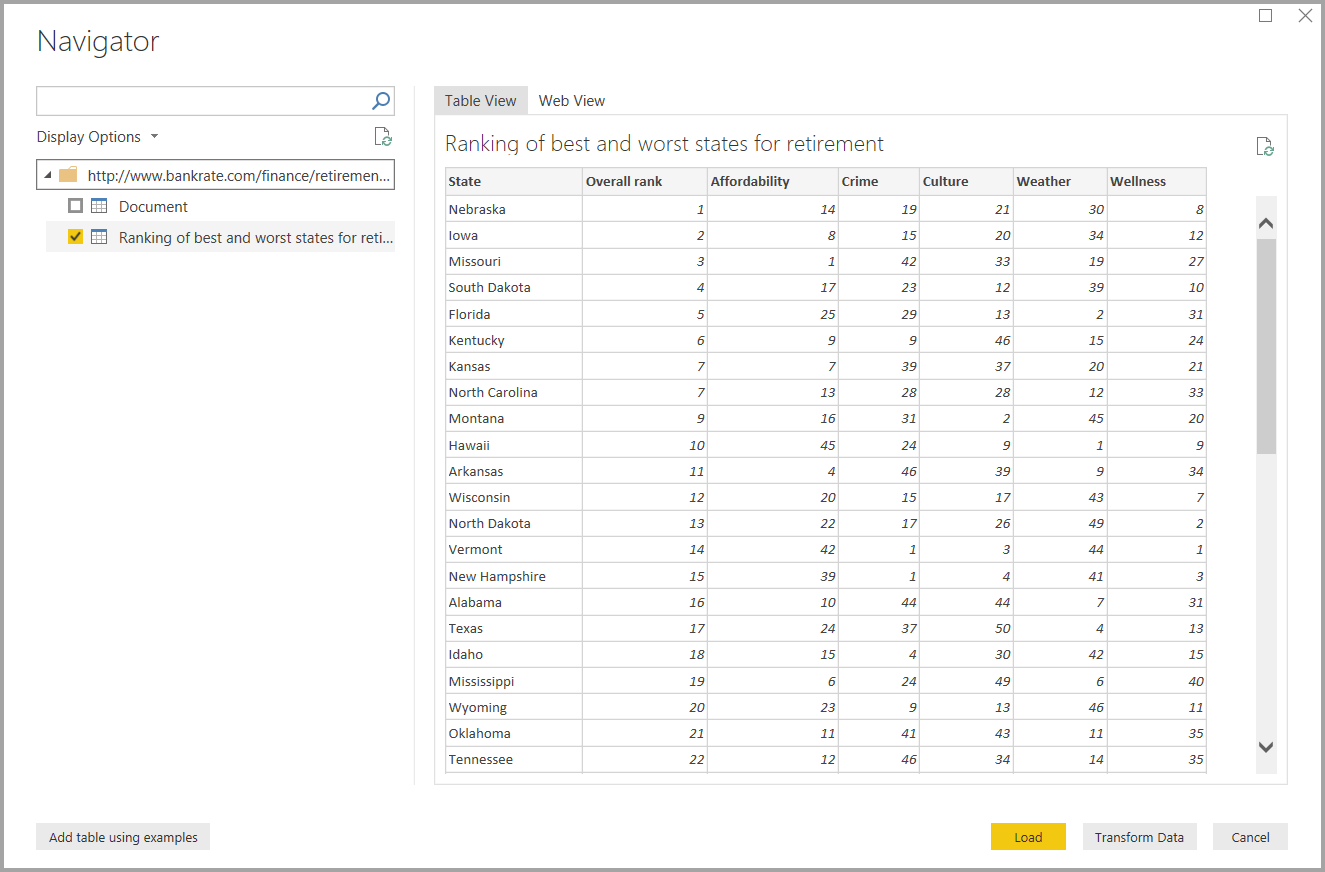 Navigator
Display Options
http://www.bankrate.com/finance/retiremen...
Document
Ranking of best and worst states for reti...
Table View Web View
Ranking of best and worst states for retirement
State Overall rank Affordability Crime Culture Weather Wellness
Nebraska 1 14 19 21 30 8
Iowa 2 8 15 20 34 12
Missouri 3 1 42 33 19 27
South Dakota 4 17 23 12 39 10
Florida 5 25 29 13 2 31
Kentucky 6 9 9 46 15 24
Kansas 7 7 39 37 20 21
North Carolina 7 13 28 28 12 33
Montana 9 16 31 2 45 20
Hawaii 10 45 24 9 1 9
Arkansas 11 4 46 39 9 34
Wisconsin 12 20 15 17 43 7
North Dakota 13 22 17 26 49 2
Vermont 14 42 1 3 44 1
New Hampshire 15 39 1 4 41 3
Alabama 16 10 44 44 7 31
Texas 17 24 37 50 4 13
Idaho 18 15 4 30 42 15
Mississippi 19 6 24 49 6 40
Wyoming 20 23 9 13 46 11
Oklahoma 21 11 41 43 11 35
Tennessee 22 12 46 34 14 35
Add table using examples Load Transform Data Cancel